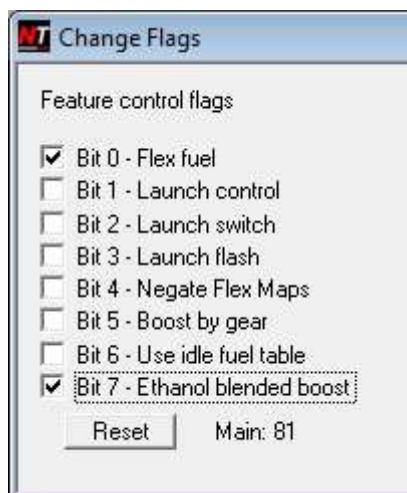 NT Change Flags
Feature control flags
Bit 0 - Flex fuel
Bit 1 - Launch control
Bit 2 - Launch switch
Bit 3 - Launch flash
Bit 4 - Negate Flex Maps
Bit 5 - Boost by gear
Bit 6 - Use idle fuel table
Bit 7 - Ethanol blended boost
Reset Main: 81